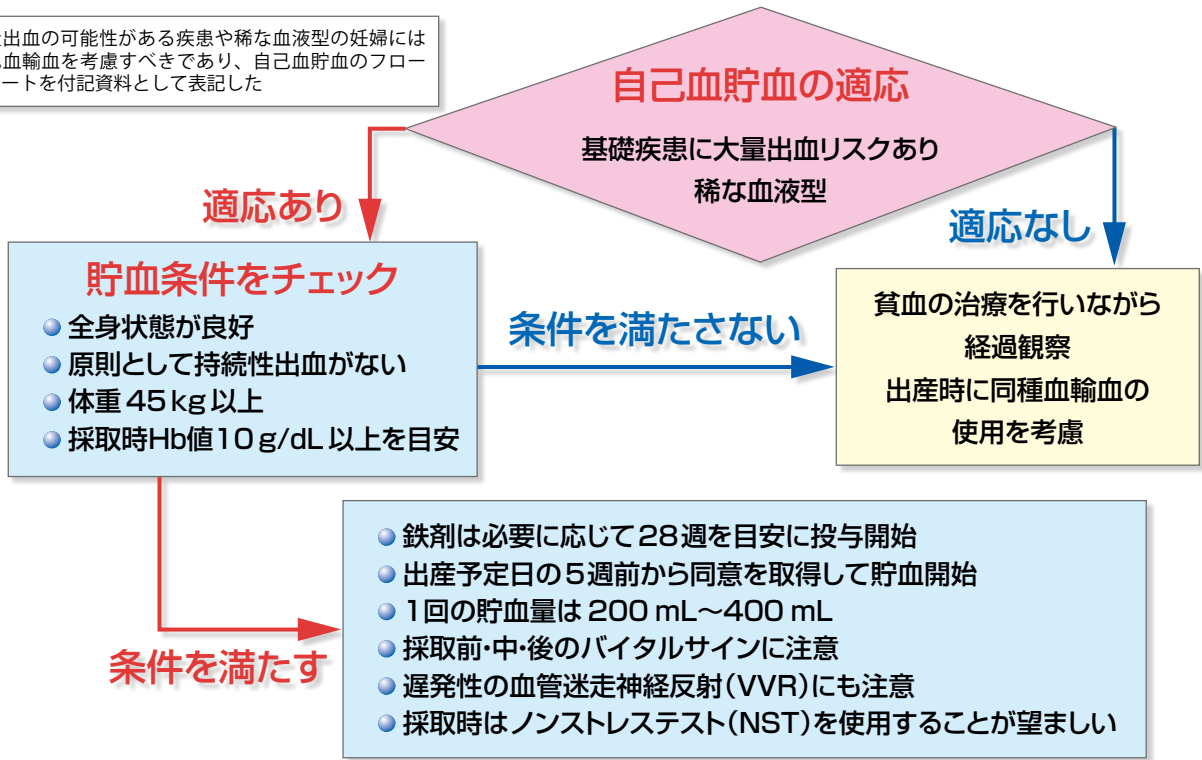 出血の可能性がある疾患や稀な血液型の妊婦には
血輸血を考慮すべきであり、自己血貯血のフロー
ートを付記資料として表記した
自己血貯血の適応
基礎疾患に大量出血リスクあり
稀な血液型
適応あり
適応なし
貯血条件をチェック
● 全身状態が良好
● 原則として持続性出血がない
● 体重45kg以上
● 採取時Hb値10g/dL以上を目安
条件を満たさない
貧血の治療を行いながら
経過観察
出産時に同種血輸血の
使用を考慮
条件を満たす
● 鉄剤は必要に応じて28週を目安に投与開始
● 出産予定日の5週前から同意を取得して貯血開始
● 1回の貯血量は200 mL～400 mL
● 採取前・中・後のバイタルサインに注意
● 遅発性の血管迷走神経反射(VVR)にも注意
● 採取時はノンストレステスト(NST)を使用することが望ましい